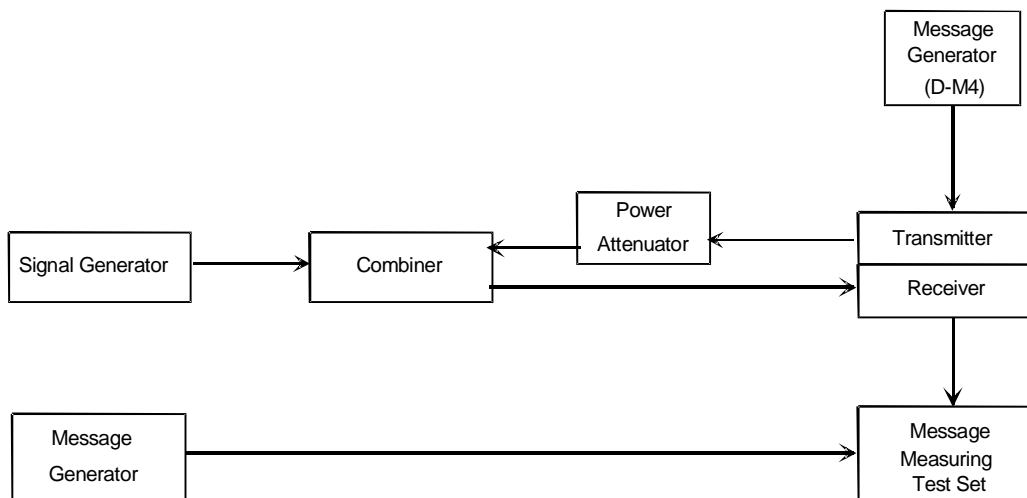 Message
Generator
(D-M4)
Power
Attenuator
Transmitter
Signal Generator
Combiner
Receiver
Message
Generator
Message
Measuring
Test Set